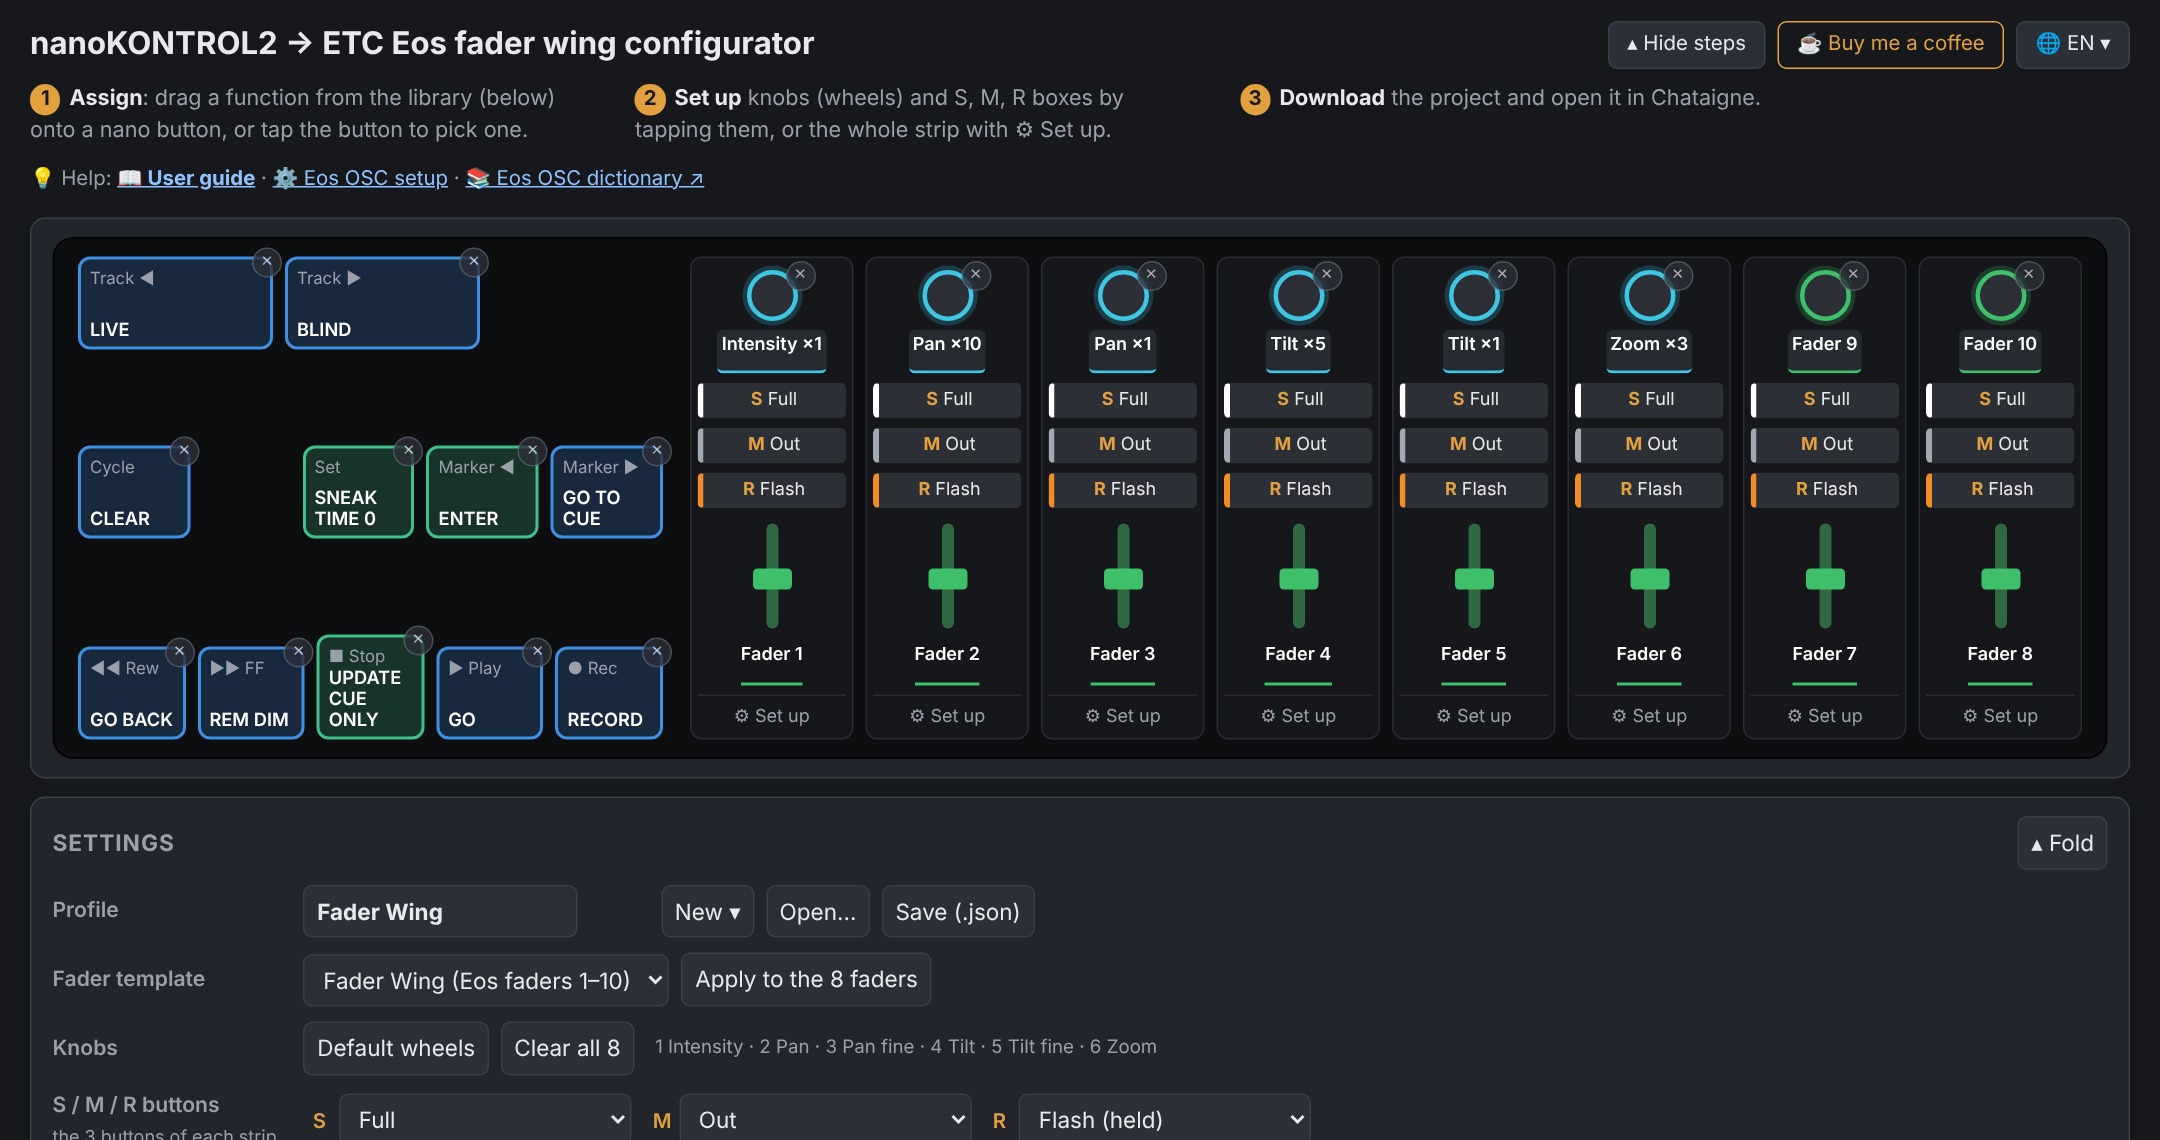 nanoKONTROL2 → ETC Eos fader wing configurator
▴ Hide steps
☕ Buy me a coffee
🌐 EN ▾
1 Assign: drag a function from the library (below)
onto a nano button, or tap the button to pick one.
2 Set up knobs (wheels) and S, M, R boxes by
tapping them, or the whole strip with ⚙ Set up.
3 Download the project and open it in Chataigne.
💡 Help: 📖 User guide · ⚙️ Eos OSC setup · 📚 Eos OSC dictionary ↗
Track ◀
LIVE
Track ▶
BLIND
Cycle
CLEAR
Set
SNEAK
TIME 0
Marker ◀
ENTER
Marker ▶
GO TO
CUE
◀◀ Rew
GO BACK
▶▶ FF
REM DIM
■ Stop
UPDATE
CUE
ONLY
▶ Play
GO
● Rec
RECORD
Intensity ×1
S Full
M Out
R Flash
Fader 1
⚙ Set up
Pan ×10
S Full
M Out
R Flash
Fader 2
⚙ Set up
Pan ×1
S Full
M Out
R Flash
Fader 3
⚙ Set up
Tilt ×5
S Full
M Out
R Flash
Fader 4
⚙ Set up
Tilt ×1
S Full
M Out
R Flash
Fader 5
⚙ Set up
Zoom ×3
S Full
M Out
R Flash
Fader 6
⚙ Set up
Fader 9
S Full
M Out
R Flash
Fader 7
⚙ Set up
Fader 10
S Full
M Out
R Flash
Fader 8
⚙ Set up
SETTINGS
▴ Fold
Profile
Fader Wing
New ▾
Open...
Save (.json)
Fader template
Fader Wing (Eos faders 1–10)
Apply to the 8 faders
Knobs
Default wheels
Clear all 8
1 Intensity · 2 Pan · 3 Pan fine · 4 Tilt · 5 Tilt fine · 6 Zoom
S / M / R buttons
the 3 buttons of each strip
S Full
M Out
R Flash (held)